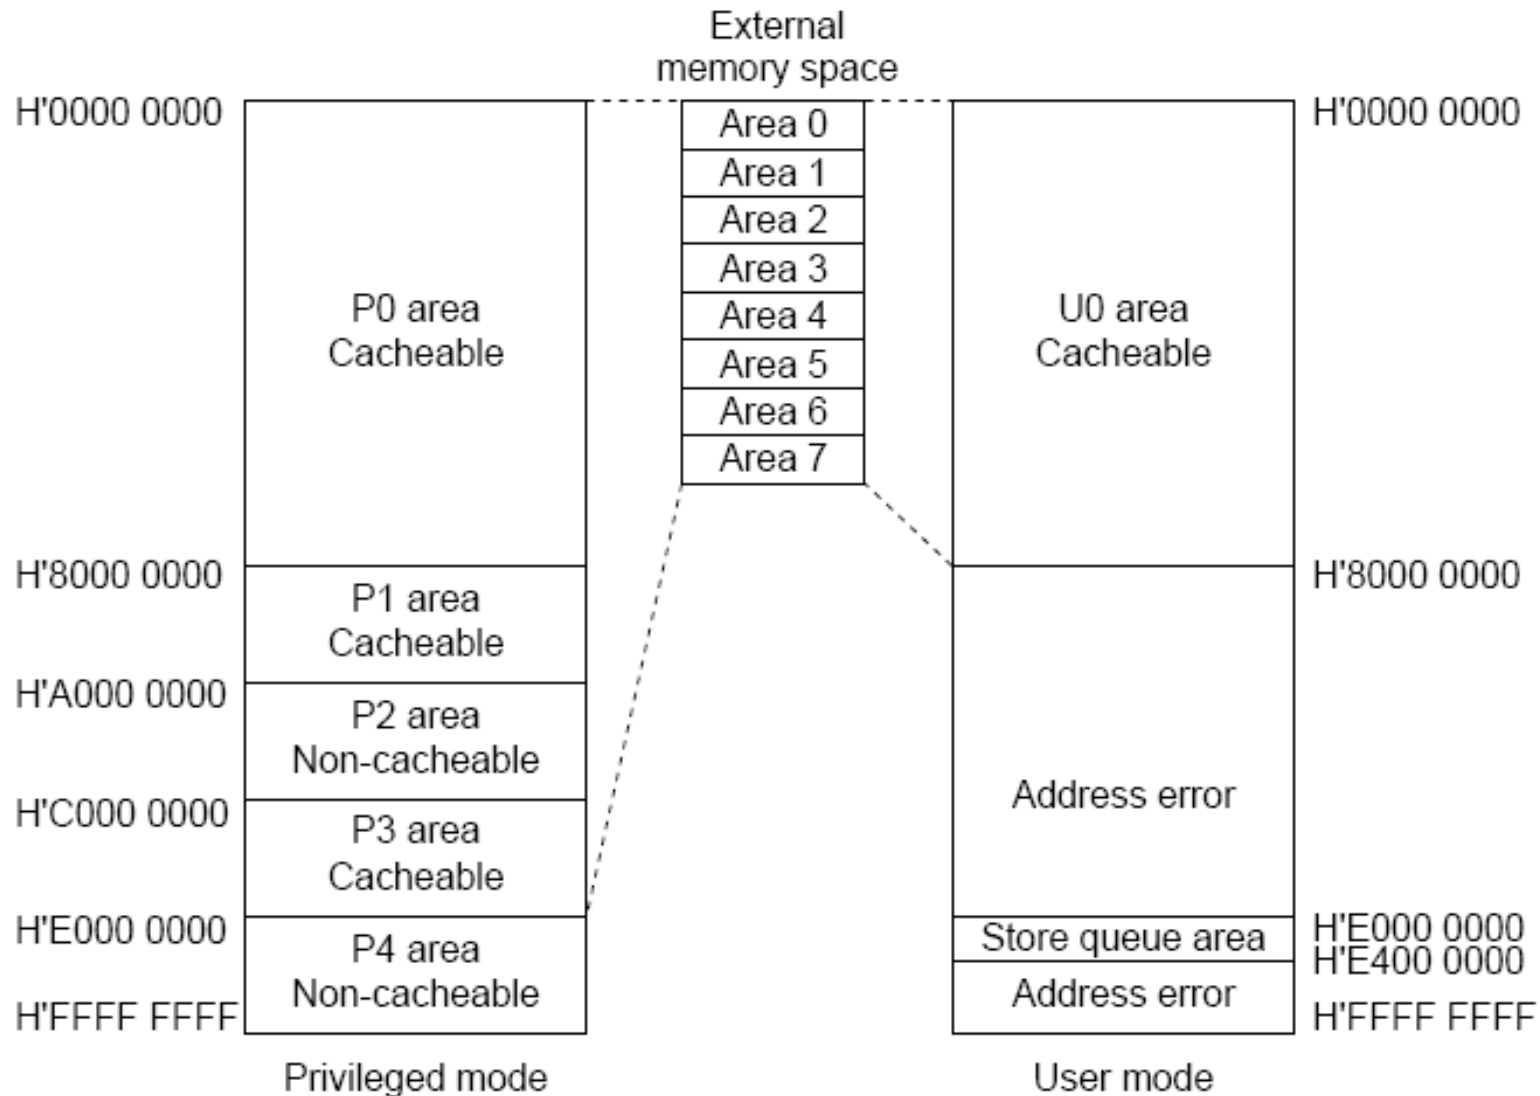 External
memory space
H'0000 0000
Area 0
H'0000 0000
Area 1
Area 2
Area 3
P0 area
Cacheable
Area 4
U0 area
Cacheable
Area 5
Area 6
Area 7
H'8000 0000
H'8000 0000
P1 area
Cacheable
H'A000 0000
P2 area
Non-cacheable
Address error
H'C000 0000
P3 area
Cacheable
H'E000 0000
Store queue area
H'E000 0000
H'E400 0000
P4 area
Non-cacheable
Address error
H'FFFF FFFF
H'FFFF FFFF
Privileged mode
User mode